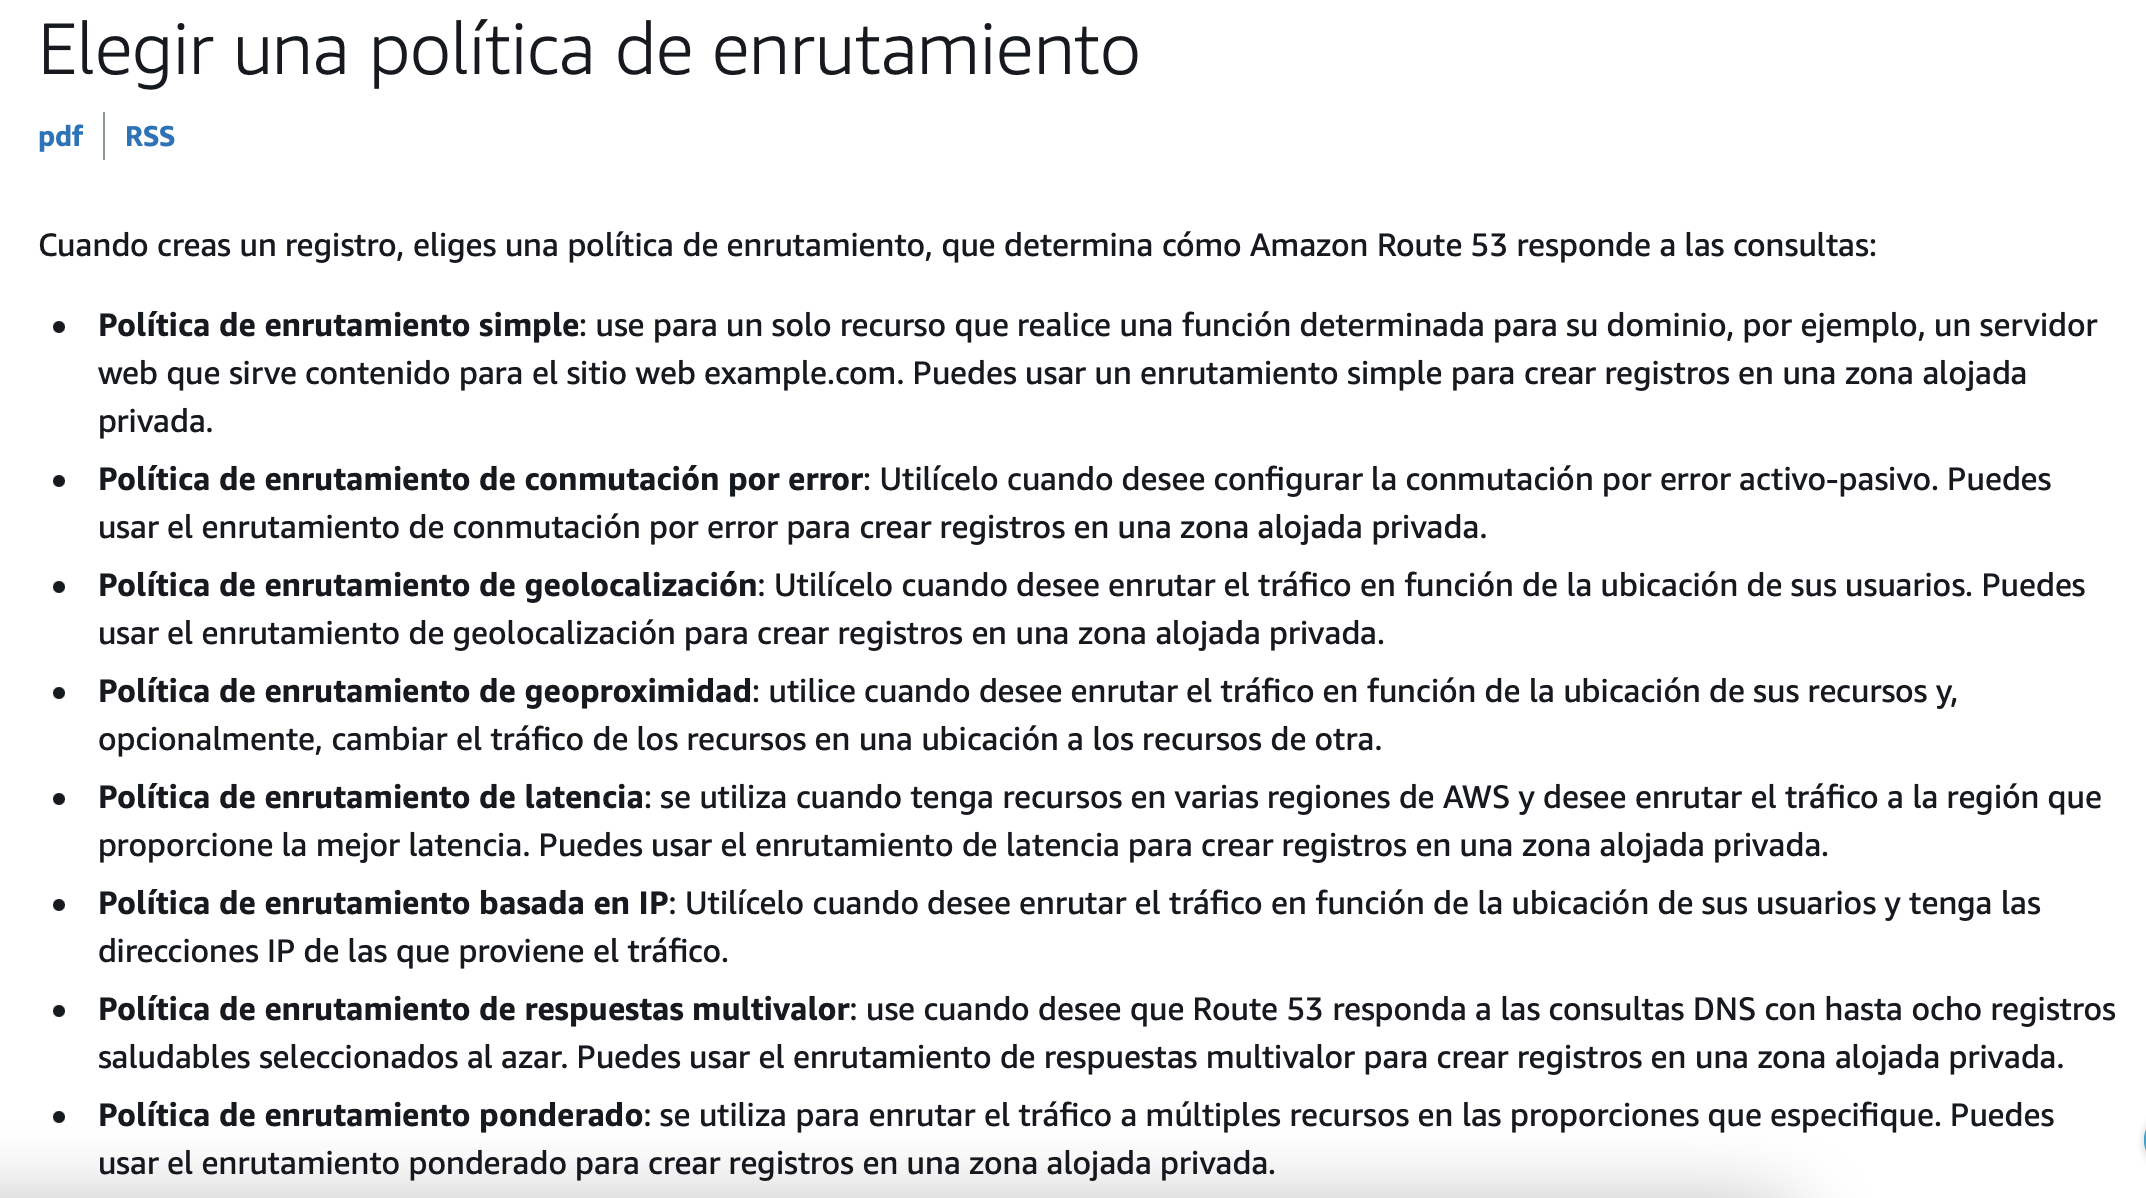 Elegir una política de enrutamiento
pdf | RSS
Cuando creas un registro, eliges una política de enrutamiento, que determina cómo Amazon Route 53 responde a las consultas:
• Política de enrutamiento simple: use para un solo recurso que realice una función determinada para su dominio, por ejemplo, un servidor
web que sirve contenido para el sitio web example.com. Puedes usar un enrutamiento simple para crear registros en una zona alojada
privada.
• Política de enrutamiento de conmutación por error: Utilícelo cuando desee configurar la conmutación por error activo-pasivo. Puedes
usar el enrutamiento de conmutación por error para crear registros en una zona alojada privada.
• Política de enrutamiento de geolocalización: Utilícelo cuando desee enrutar el tráfico en función de la ubicación de sus usuarios. Puedes
usar el enrutamiento de geolocalización para crear registros en una zona alojada privada.
• Política de enrutamiento de geoproximidad: utilice cuando desee enrutar el tráfico en función de la ubicación de sus recursos y,
opcionalmente, cambiar el tráfico de los recursos en una ubicación a los recursos de otra.
• Política de enrutamiento de latencia: se utiliza cuando tenga recursos en varias regiones de AWS y desee enrutar el tráfico a la región que
proporcione la mejor latencia. Puedes usar el enrutamiento de latencia para crear registros en una zona alojada privada.
• Política de enrutamiento basada en IP: Utilícelo cuando desee enrutar el tráfico en función de la ubicación de sus usuarios y tenga las
direcciones IP de las que proviene el tráfico.
• Política de enrutamiento de respuestas multivalor: use cuando desee que Route 53 responda a las consultas DNS con hasta ocho registros
saludables seleccionados al azar. Puedes usar el enrutamiento de respuestas multivalor para crear registros en una zona alojada privada.
• Política de enrutamiento ponderado: se utiliza para enrutar el tráfico a múltiples recursos en las proporciones que especifique. Puedes
usar el enrutamiento ponderado para crear registros en una zona alojada privada.